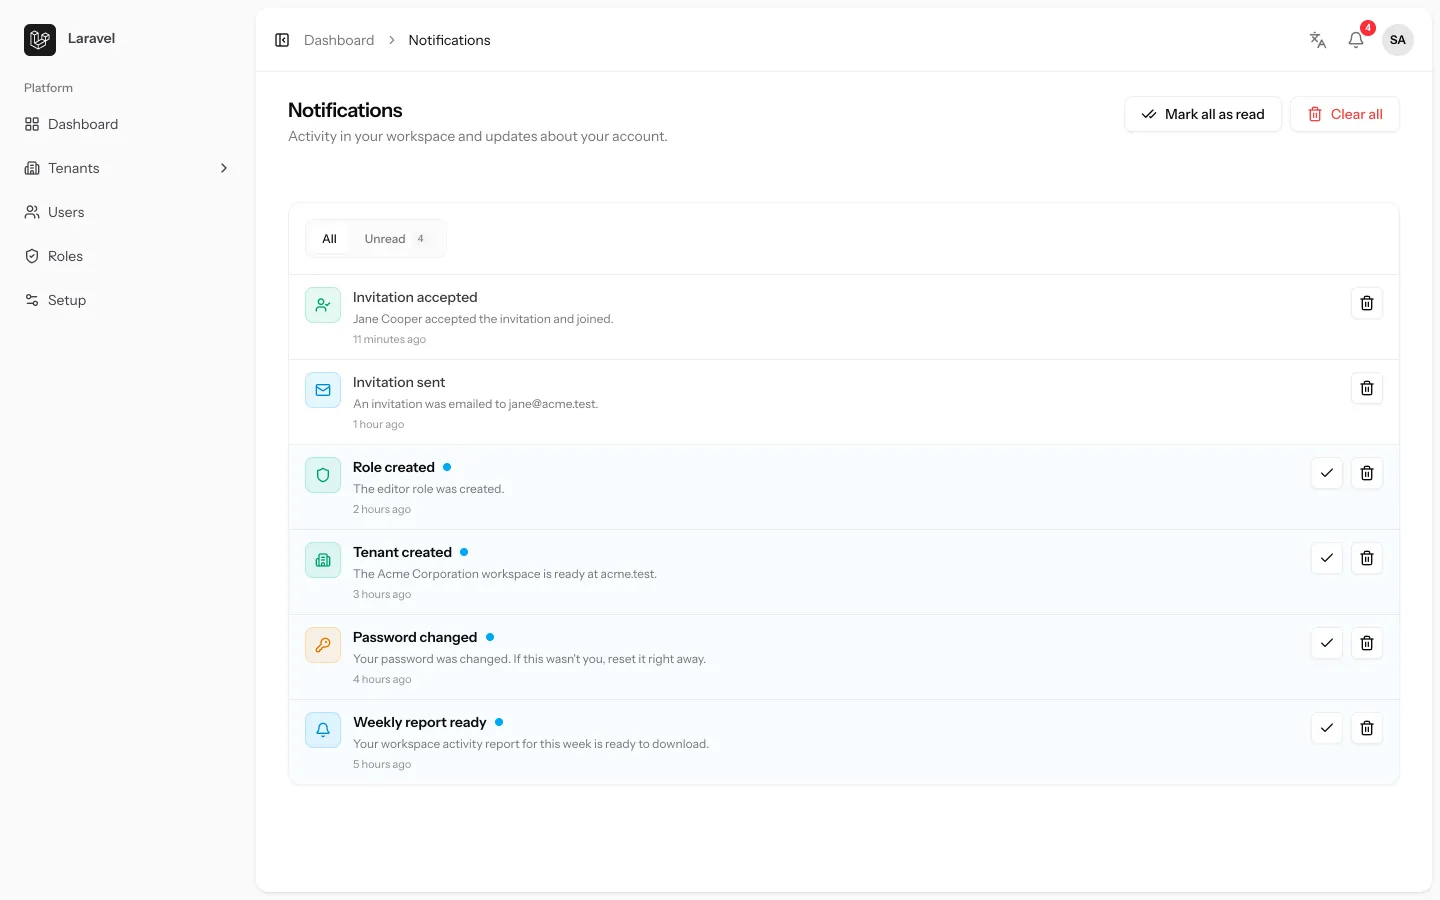 Laravel
Platform
Dashboard
Tenants
Users
Roles
Setup
Dashboard > Notifications
4
SA
Notifications
Activity in your workspace and updates about your account.
Mark all as read
Clear all
All
Unread 4
Invitation accepted
Jane Cooper accepted the invitation and joined.
11 minutes ago
Invitation sent
An invitation was emailed to jane@acme.test.
1 hour ago
Role created
The editor role was created.
2 hours ago
Tenant created
The Acme Corporation workspace is ready at acme.test.
3 hours ago
Password changed
Your password was changed. If this wasn't you, reset it right away.
4 hours ago
Weekly report ready
Your workspace activity report for this week is ready to download.
5 hours ago